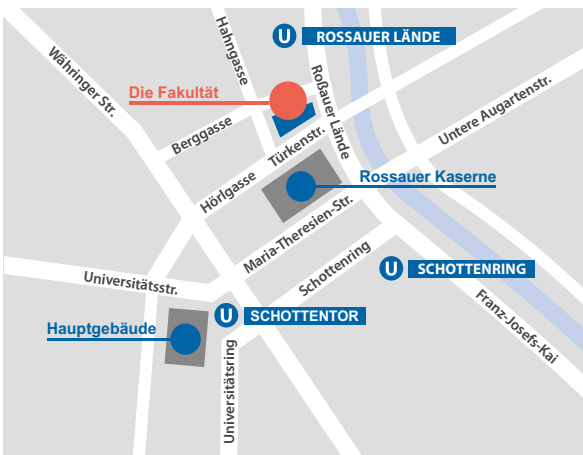 U ROSSAUER LÄNDE
Hahngasse
Währinger Str.
Die Fakultät
Roßauer Lände
Untere Augartenstr.
Berggasse
Türkenstr.
Rossauer Kaserne
Hörlgasse
Maria-Theresien-Str.
Schottenring
U SCHOTTENRING
Universitätsstr.
Franz-Josefs-Kai
U SCHOTTENTOR
Hauptgebäude
Universitätsring